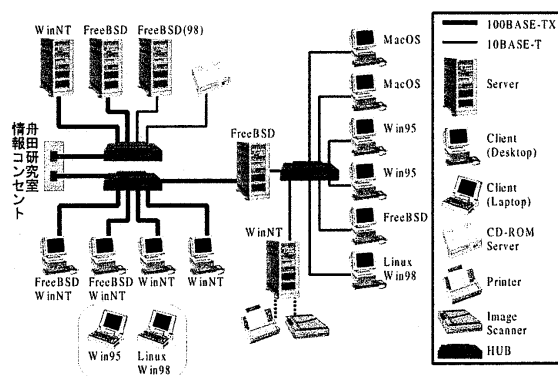 WinNT FreeBSD FreeBSD(98)
舟田研究室
情報コンセント
FreeBSD
FreeBSD
WinNT
FreeBSD
WinNT
WinNT
WinNT
Win95
Linux
Win98
WinNT
MacOS
MacOS
Win95
Win95
FreeBSD
Linux
Win98
100BASE-TX
10BASE-T
Server
Client
(Desktop)
Client
(Laptop)
CD-ROM
Server
Printer
Image
Scanner
HUB